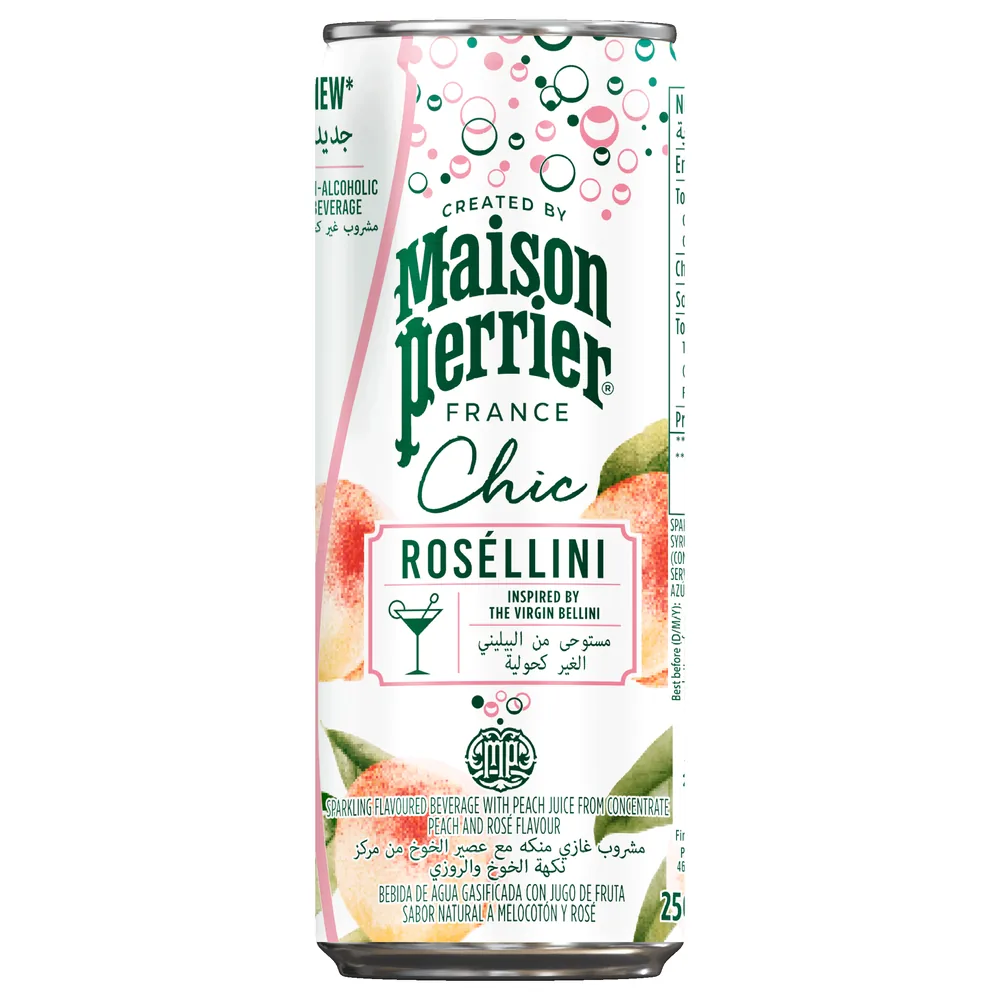 CREATED BY
Maison
Perrier®
FRANCE
Chic
ROSÉLLINI
INSPIRED BY
THE VIRGIN BELLINI
مستوحى من البيليني
الغير كحولية
MP
SPARKLING FLAVOURED BEVERAGE WITH PEACH JUICE FROM CONCENTRATE
PEACH AND ROSÉ FLAVOUR
مشروب غازي منكه مع عصير الخوخ من مركز
نكهة الخوخ والروزي
BEBIDA DE AGUA GASIFICADA CON JUGO DE FRUTA
SABOR NATURAL A MELOCOTÓN Y ROSÉ
جديد
-ALCOHOLIC
BEVERAGE
مشروب غير
Best before (D/M/Y):